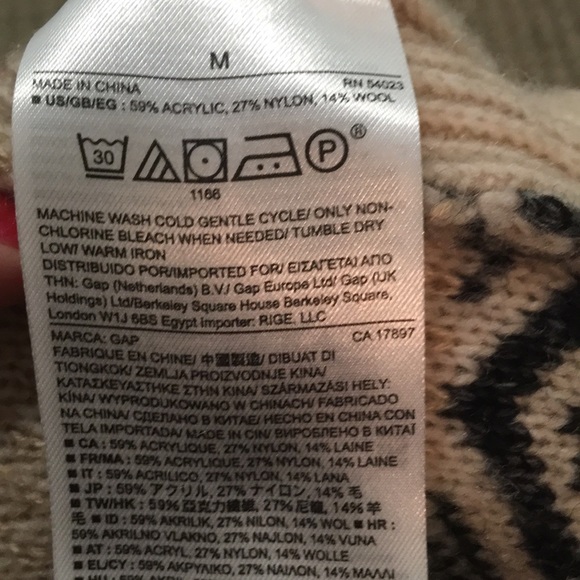 M
MADE IN CHINA RN 54023
■ US/GB/EG : 59% ACRYLIC, 27% NYLON, 14% WOOL
30 P ®
1166
MACHINE WASH COLD GENTLE CYCLE/ ONLY NON-
CHLORINE BLEACH WHEN NEEDED/ TUMBLE DRY
LOW/ WARM IRON
DISTRIBUIDO POR/IMPORTED FOR/ ΕΙΣΑΓΕΤΑΙ ΑΠΟ
ΤΗΝ: Gap (Netherlands) B.V./ Gap Europe Ltd/ Gap (UK
Holdings) Ltd/Berkeley Square House Berkeley Square,
London W1J 6BS Egypt Importer: RIGE, LLC
MARCA: GAP CA 17897
FABRIQUÉ EN CHINE/ 中國製造/ DIBUAT DI
TIONGKOK/ ZEMLJA PROIZVODNJE KINA/
ΚΑΤΑΣΚΕΥΑΣΤΗΚΕ ΣΤΗΝ ΚΙΝΑ/ SZÁRMAZÁSI HELY:
KÍNA/ WYPRODUKOWANO W CHINACH/ FABRICADO
NA CHINA/ СДЕЛАНО В КИТАЕ/ HECHO EN CHINA CON
TELA IMPORTADA/ MADE IN CIN/ ВИРОБЛЕНО В КИТАЇ
■ CA : 59% ACRYLIQUE, 27% NYLON, 14% LAINE
■ FR/MA : 59% ACRYLIQUE, 27% NYLON, 14% LAINE
■ IT : 59% ACRILICO, 27% NYLON, 14% LANA
■ JP : 59% アクリル, 27% ナイロン, 14% 毛
■ TW/HK : 59% 亞克力纖維, 27% 尼龍, 14% 羊
毛 ■ ID : 59% AKRILIK, 27% NILON, 14% WOL ■ HR :
59% AKRILNO VLAKNO, 27% NAJLON, 14% VUNA
■ AT : 59% ACRYL, 27% NYLON, 14% WOLLE
■ EL/CY : 59% ΑΚΡΥΛΙΚΟ, 27% ΝΑΙΛΟΝ, 14% ΜΑΛΛΙ